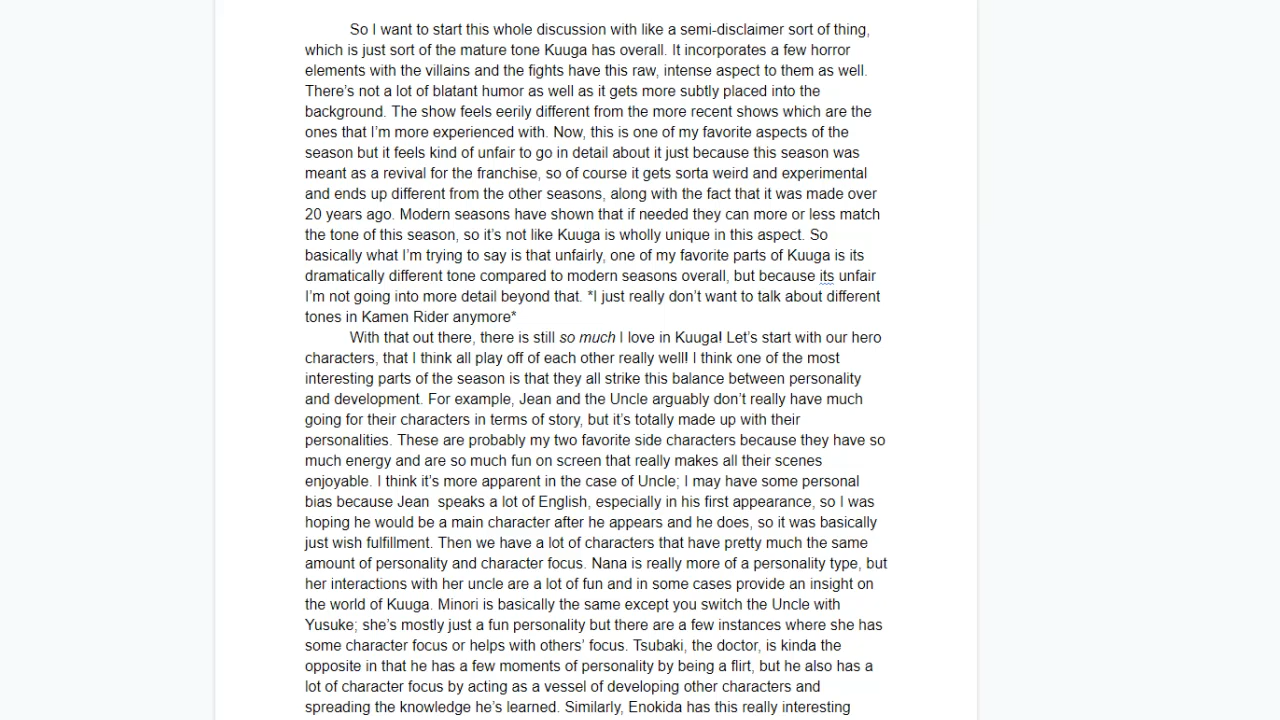 So I want to start this whole discussion with like a semi-disclaimer sort of thing,
which is just sort of the mature tone Kuuga has overall. It incorporates a few horror
elements with the villains and the fights have this raw, intense aspect to them as well.
There's not a lot of blatant humor as well as it gets more subtly placed into the
background. The show feels eerily different from the more recent shows which are the
ones that I'm more experienced with. Now, this is one of my favorite aspects of the
season but it feels kind of unfair to go in detail about it just because this season was
meant as a revival for the franchise, so of course it gets sorta weird and experimental
and ends up different from the other seasons, along with the fact that it was made over
20 years ago. Modern seasons have shown that if needed they can more or less match
the tone of this season, so it's not like Kuuga is wholly unique in this aspect. So
basically what I'm trying to say is that unfairly, one of my favorite parts of Kuuga is its
dramatically different tone compared to modern seasons overall, but because its unfair
I'm not going into more detail beyond that. *I just really don't want to talk about different
tones in Kamen Rider anymore*
With that out there, there is still so much I love in Kuuga! Let's start with our hero
characters, that I think all play off of each other really well! I think one of the most
interesting parts of the season is that they all strike this balance between personality
and development. For example, Jean and the Uncle arguably don't really have much
going for their characters in terms of story, but it's totally made up with their
personalities. These are probably my two favorite side characters because they have so
much energy and are so much fun on screen that really makes all their scenes
enjoyable. I think it's more apparent in the case of Uncle; I may have some personal
bias because Jean  speaks a lot of English, especially in his first appearance, so I was
hoping he would be a main character after he appears and he does, so it was basically
just wish fulfillment. Then we have a lot of characters that have pretty much the same
amount of personality and character focus. Nana is really more of a personality type, but
her interactions with her uncle are a lot of fun and in some cases provide an insight on
the world of Kuuga. Minori is basically the same except you switch the Uncle with
Yusuke; she's mostly just a fun personality but there are a few instances where she has
some character focus or helps with others' focus. Tsubaki, the doctor, is kinda the
opposite in that he has a few moments of personality by being a flirt, but he also has a
lot of character focus by acting as a vessel of developing other characters and
spreading the knowledge he's learned. Similarly, Enokida has this really interesting